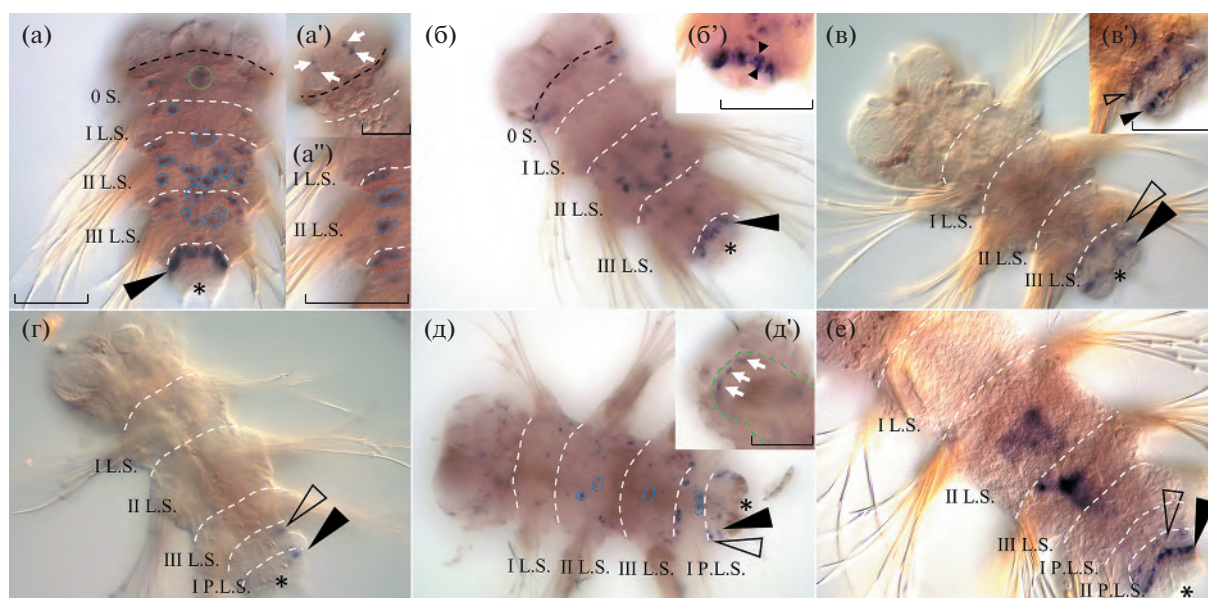 (а)
0 S.
I L.S.
II L.S.
III L.S.
*
(а')
(а'')
I L.S.
II L.S.
(б)
0 S.
I L.S.
II L.S.
III L.S.
*
(б’)
(в)
I L.S.
II L.S.
III L.S.
*
(в')
(г)
I L.S.
II L.S.
III L.S.
I P.L.S.
*
(д)
I L.S.
II L.S.
III L.S.
I P.L.S.
*
(д')
(е)
I L.S.
II L.S.
III L.S.
I P.L.S.
II P.L.S.
*